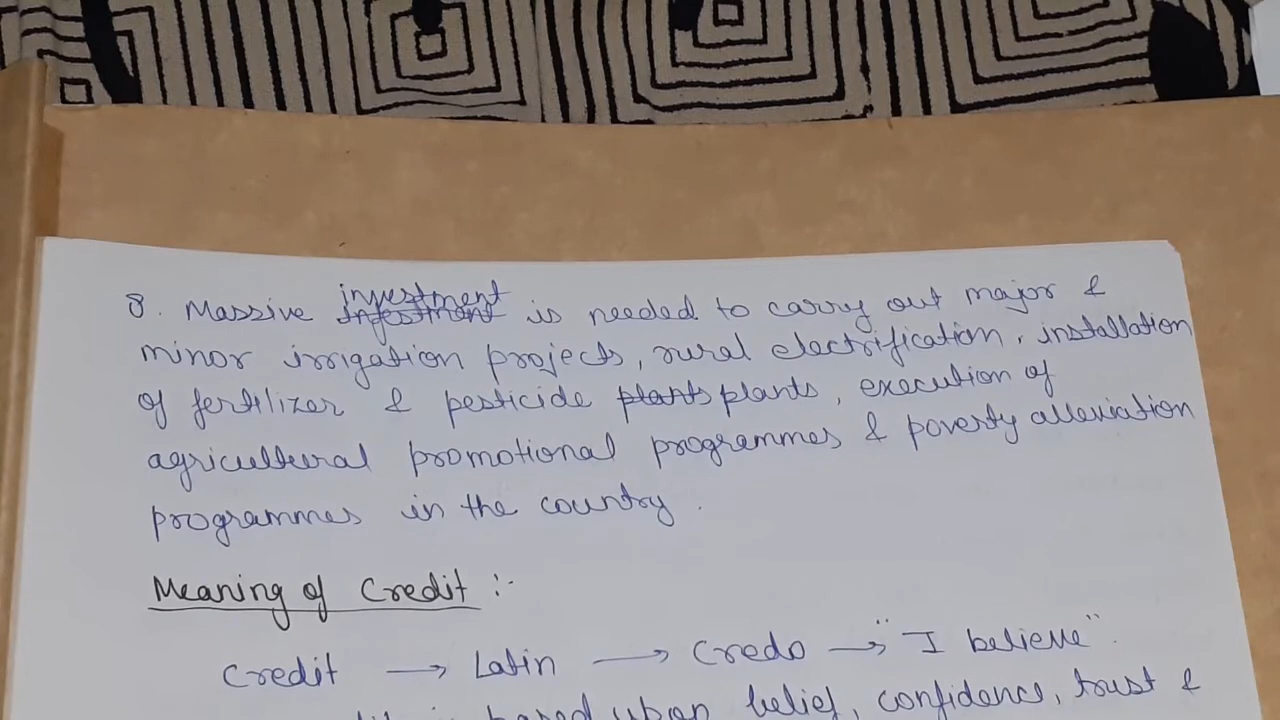 investment
8. Massive infestment is needed to carry out major &
minor irrigation projects, rural electrification, installation
of fertilizer & pesticide plants plants, execution of
agricultural promotional programmes & poverty alleviation
programmes in the country.
Meaning of Credit :-
Credit → Latin → Credo → "I believe".
is based upon belief, confidence, trust &